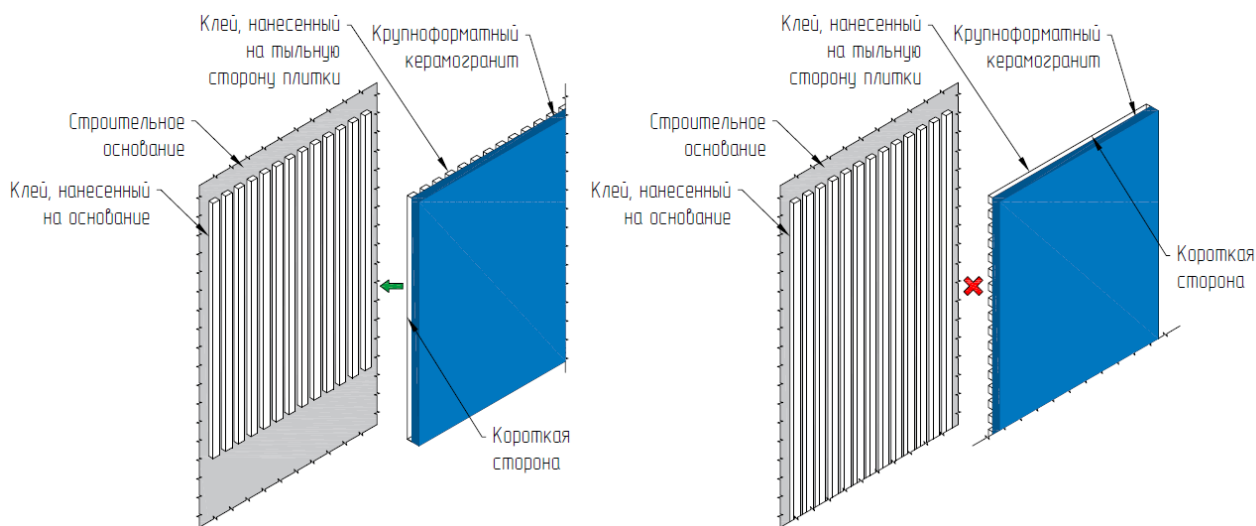 Клей, нанесенный
на тыльную
сторону плитки
Крупноформатный
керамогранит
Строительное
основание
Клей, нанесенный
на основание
Короткая
сторона
Клей, нанесенный
на тыльную
сторону плитки
Крупноформатный
керамогранит
Строительное
основание
Клей, нанесенный
на основание
Короткая
сторона